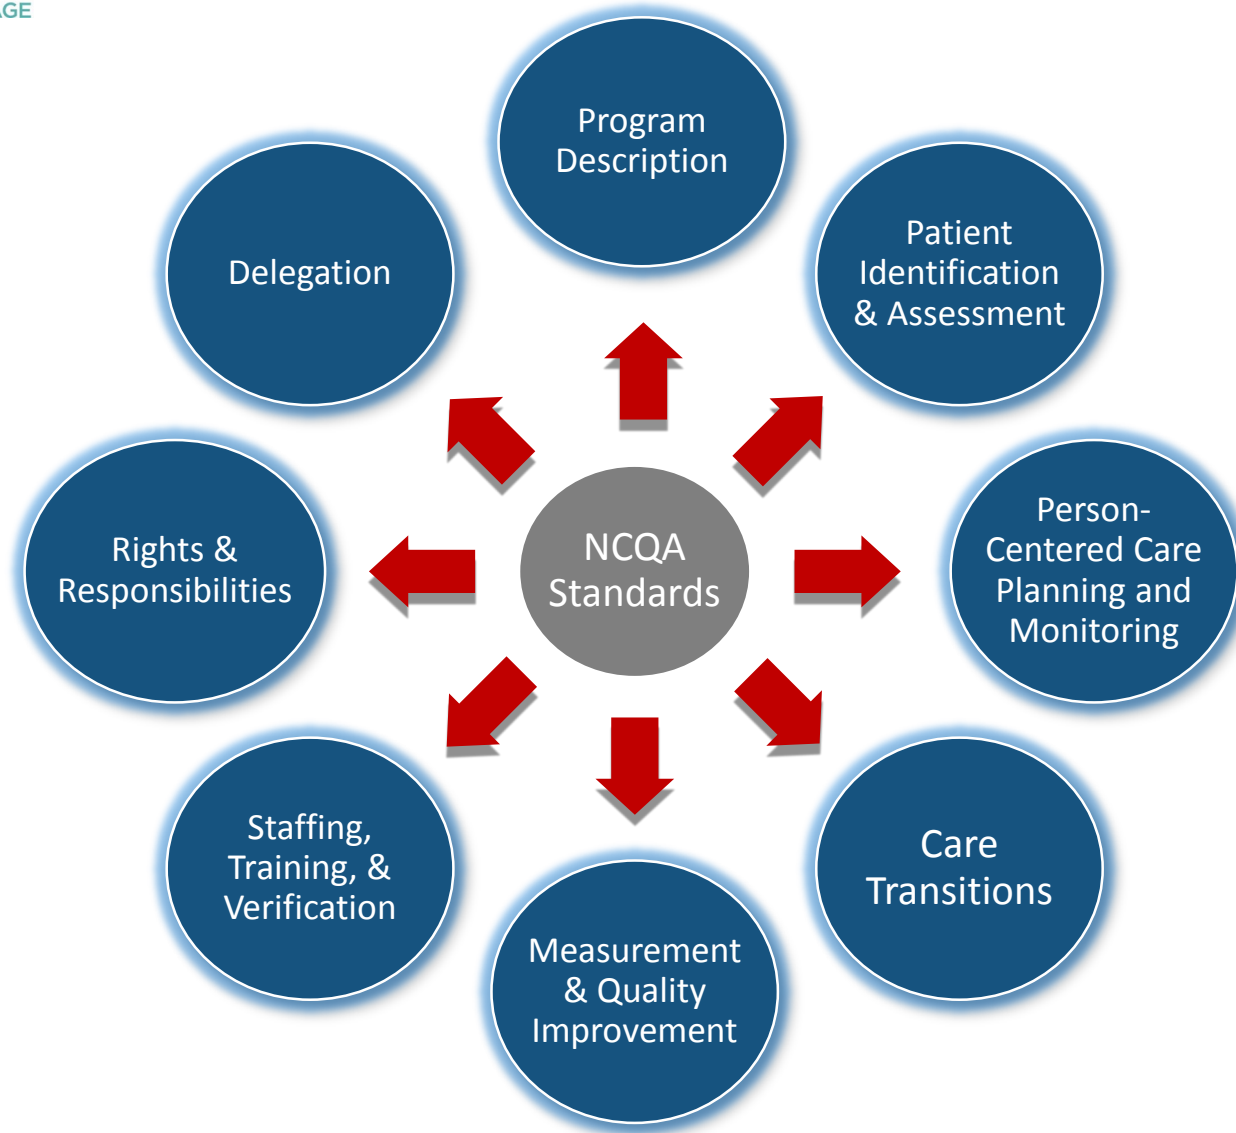 Program
Description
Patient
Identification
& Assessment
Person-
Centered Care
Planning and
Monitoring
Care
Transitions
Measurement
& Quality
Improvement
Staffing,
Training, &
Verification
Rights &
Responsibilities
Delegation
NCQA
Standards